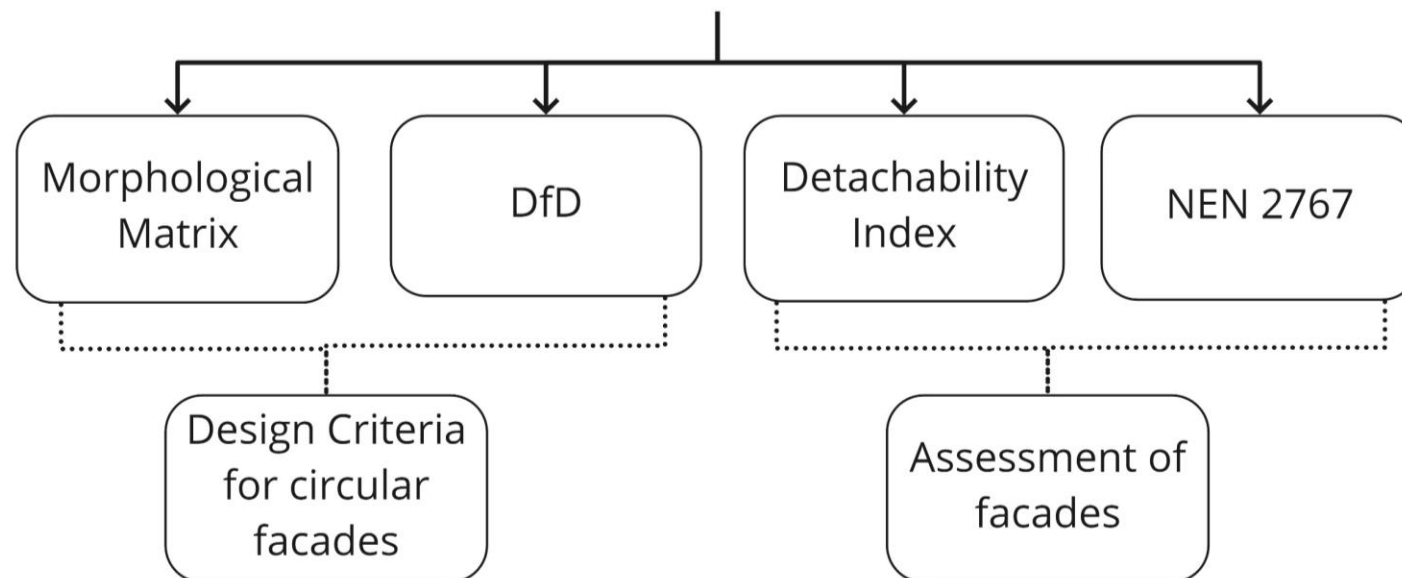 Morphological
Matrix
DfD
Detachability
Index
NEN 2767
Design Criteria
for circular
facades
Assessment of
facades